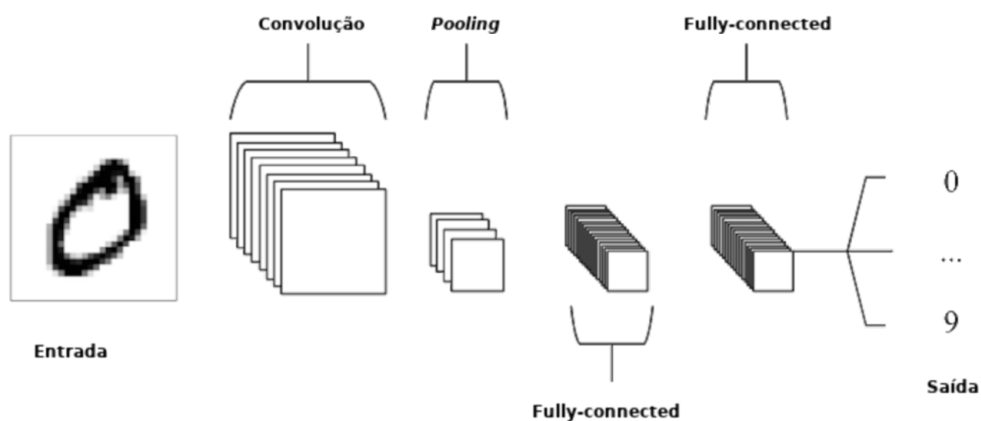 Convolução
Pooling
Fully-connected
0
...
9
Entrada
Saída
Fully-connected